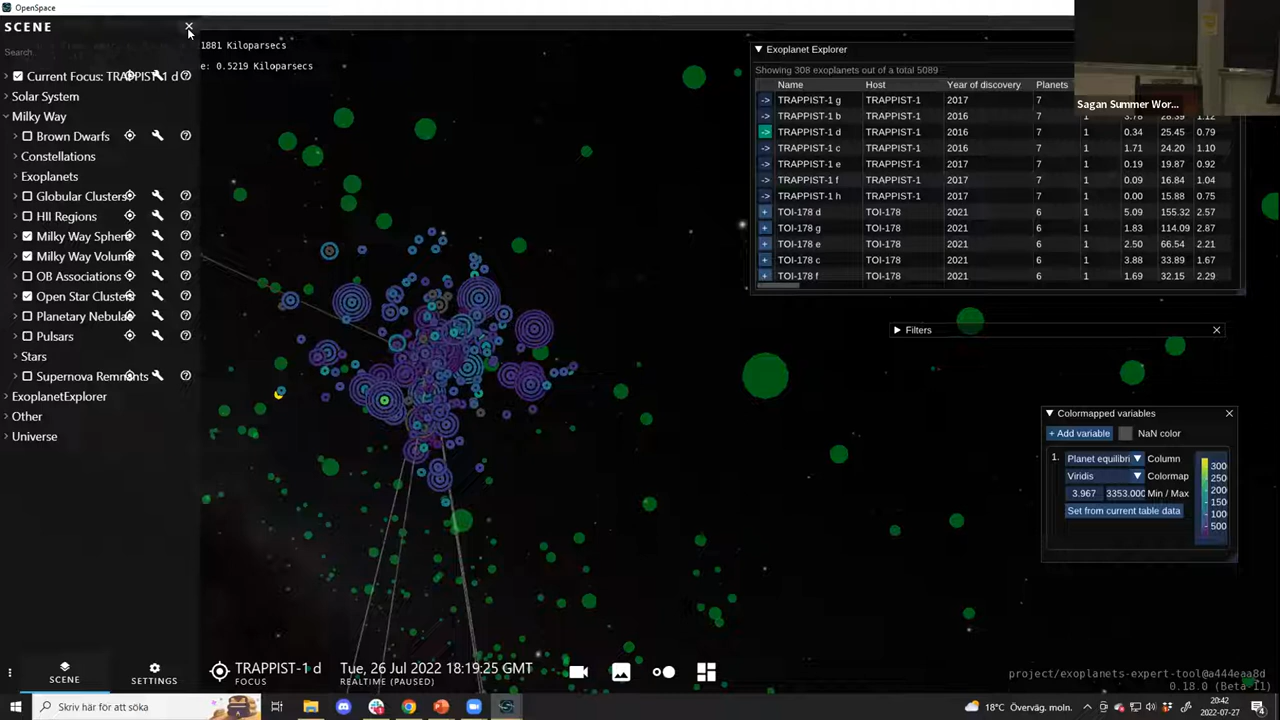 OpenSpace
SCENE
1881 Kiloparsecs
Search...
e: 0.5219 Kiloparsecs
Current Focus: TRAPPIST-1 d
Solar System
Milky Way
Brown Dwarfs
Constellations
Exoplanets
Globular Clusters
HII Regions
Milky Way Sphere
Milky Way Volume
OB Associations
Open Star Clusters
Planetary Nebula
Pulsars
Stars
Supernova Remnants
ExoplanetExplorer
Other
Universe
SCENE
SETTINGS
TRAPPIST-1 d
FOCUS
Tue, 26 Jul 2022 18:19:25 GMT
REALTIME (PAUSED)
Exoplanet Explorer
Showing 308 exoplanets out of a total 5089
Name Host Year of discovery Planets
-> TRAPPIST-1 g TRAPPIST-1 2017 7
-> TRAPPIST-1 b TRAPPIST-1 2016 7 1 3.78 28.39 1.12
-> TRAPPIST-1 d TRAPPIST-1 2016 7 1 0.34 25.45 0.79
-> TRAPPIST-1 c TRAPPIST-1 2016 7 1 1.71 24.20 1.10
-> TRAPPIST-1 e TRAPPIST-1 2017 7 1 0.19 19.87 0.92
-> TRAPPIST-1 f TRAPPIST-1 2017 7 1 0.09 16.84 1.04
-> TRAPPIST-1 h TRAPPIST-1 2017 7 1 0.00 15.88 0.75
+ TOI-178 d TOI-178 2021 6 1 5.09 155.32 2.57
+ TOI-178 g TOI-178 2021 6 1 1.83 114.09 2.87
+ TOI-178 e TOI-178 2021 6 1 2.50 66.54 2.21
+ TOI-178 c TOI-178 2021 6 1 3.88 33.89 1.67
+ TOI-178 f TOI-178 2021 6 1 1.69 32.15 2.29
Sagan Summer Wor...
Filters
Colormapped variables
+ Add variable NaN color
1. Planet equilibri Column
Viridis Colormap
3.967 3353.000 Min / Max
Set from current table data
300
250
200
150
100
500
project/exoplanets-expert-tool@a444eaa8d
0.18.0 (Beta-11)
Skriv här för att söka
18°C Överväg. moln.
20:42
2022-07-27
4